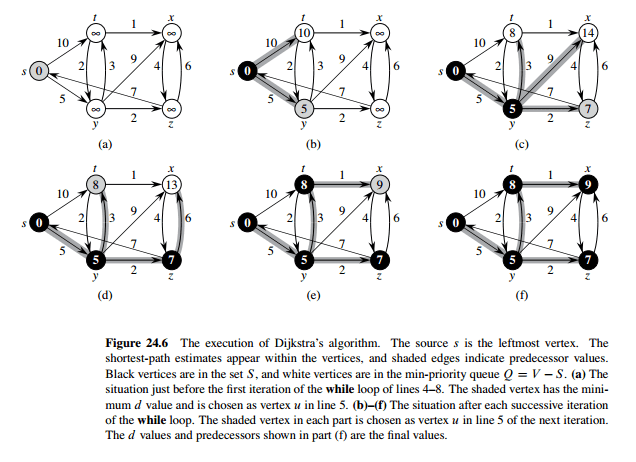 t 1 x
∞ ∞
10
9
s 0 2 3 4 6
7
5
∞ ∞
2
y z
(a)
t 1 x
10 ∞
10
9
s 0 2 3 4 6
7
5
5 ∞
2
y z
(b)
t 1 x
8 14
10
9
s 0 2 3 4 6
7
5
5 7
2
y z
(c)
t 1 x
8 13
10
9
s 0 2 3 4 6
7
5
5 7
2
y z
(d)
t 1 x
8 9
10
9
s 0 2 3 4 6
7
5
5 7
2
y z
(e)
t 1 x
8 9
10
9
s 0 2 3 4 6
7
5
5 7
2
y z
(f)
Figure 24.6 The execution of Dijkstra's algorithm. The source s is the leftmost vertex. The
shortest-path estimates appear within the vertices, and shaded edges indicate predecessor values.
Black vertices are in the set S, and white vertices are in the min-priority queue Q = V − S. (a) The
situation just before the first iteration of the while loop of lines 4–8. The shaded vertex has the mini-
mum d value and is chosen as vertex u in line 5. (b)–(f) The situation after each successive iteration
of the while loop. The shaded vertex in each part is chosen as vertex u in line 5 of the next iteration.
The d values and predecessors shown in part (f) are the final values.